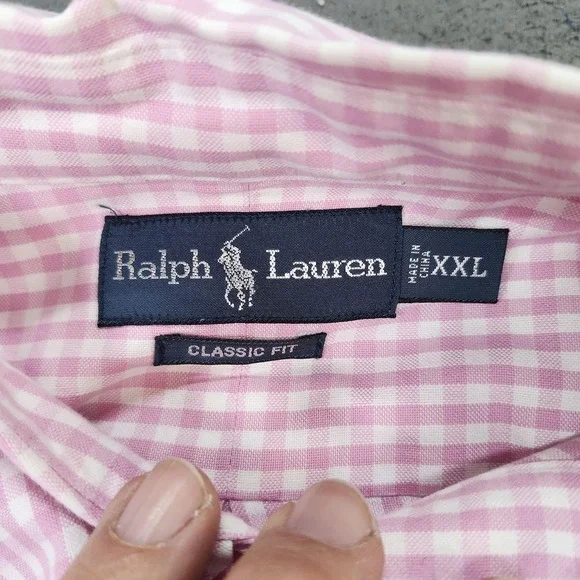 Ralph Lauren
MADE IN
CHINA
XXL
CLASSIC FIT